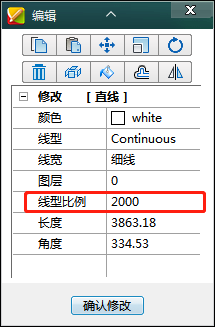 编辑
修改 [直线]
颜色 white
线型 Continuous
线宽 细线
图层 0
线型比例 2000
长度 3863.18
角度 334.53
确认修改